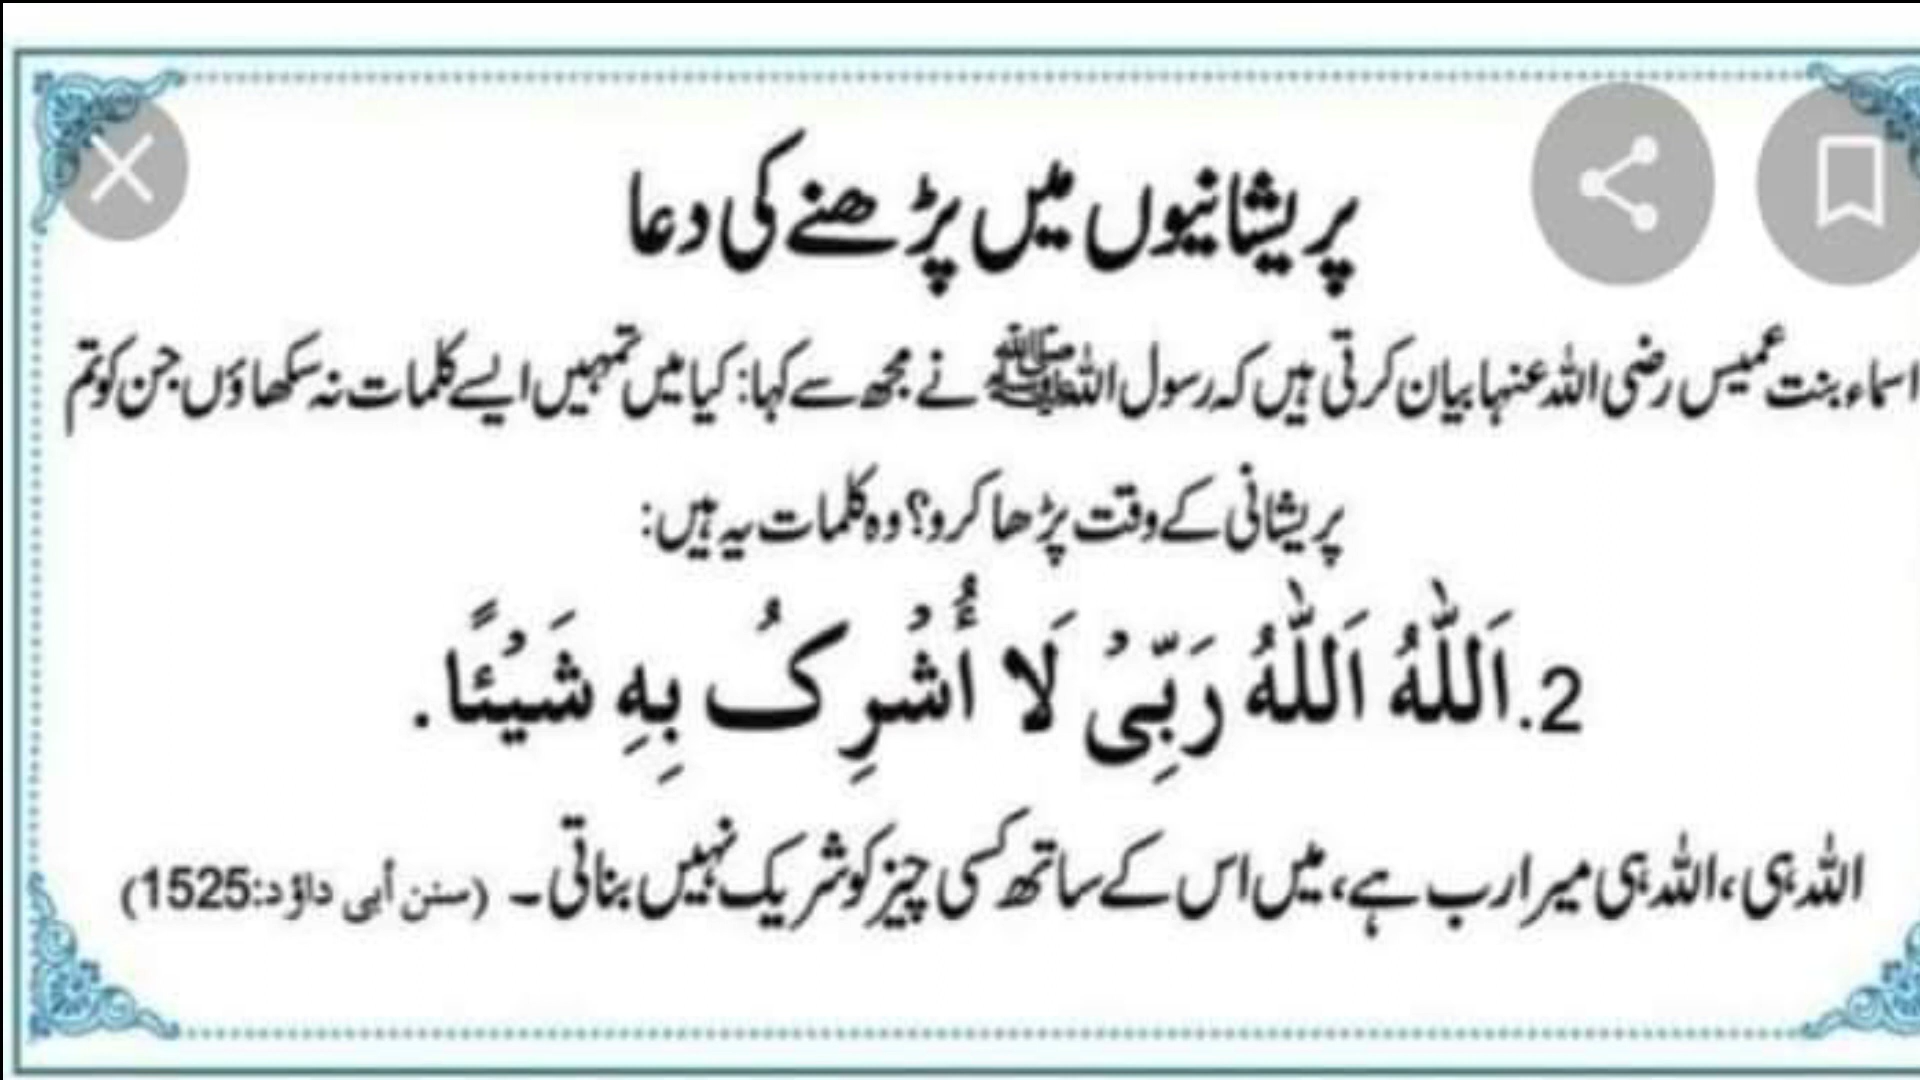 پریشانیوں میں پڑھنے کی دعا
اسماء بنت عمیس رضی اللہ عنہا بیان کرتی ہیں کہ رسول اللہ ﷺ نے مجھ سے کہا: کیا میں تمہیں ایسے کلمات نہ سکھاؤں جن کو تم
پریشانی کے وقت پڑھا کرو؟ وہ کلمات یہ ہیں:
2. اَللّٰهُ اَللّٰهُ رَبِّیْ لَا أُشْرِکُ بِهِ شَیْئًا.
اللہ ہی، اللہ ہی میرا رب ہے، میں اس کے ساتھ کسی چیز کو شریک نہیں بناتی۔ (سنن أبی داؤد:1525)